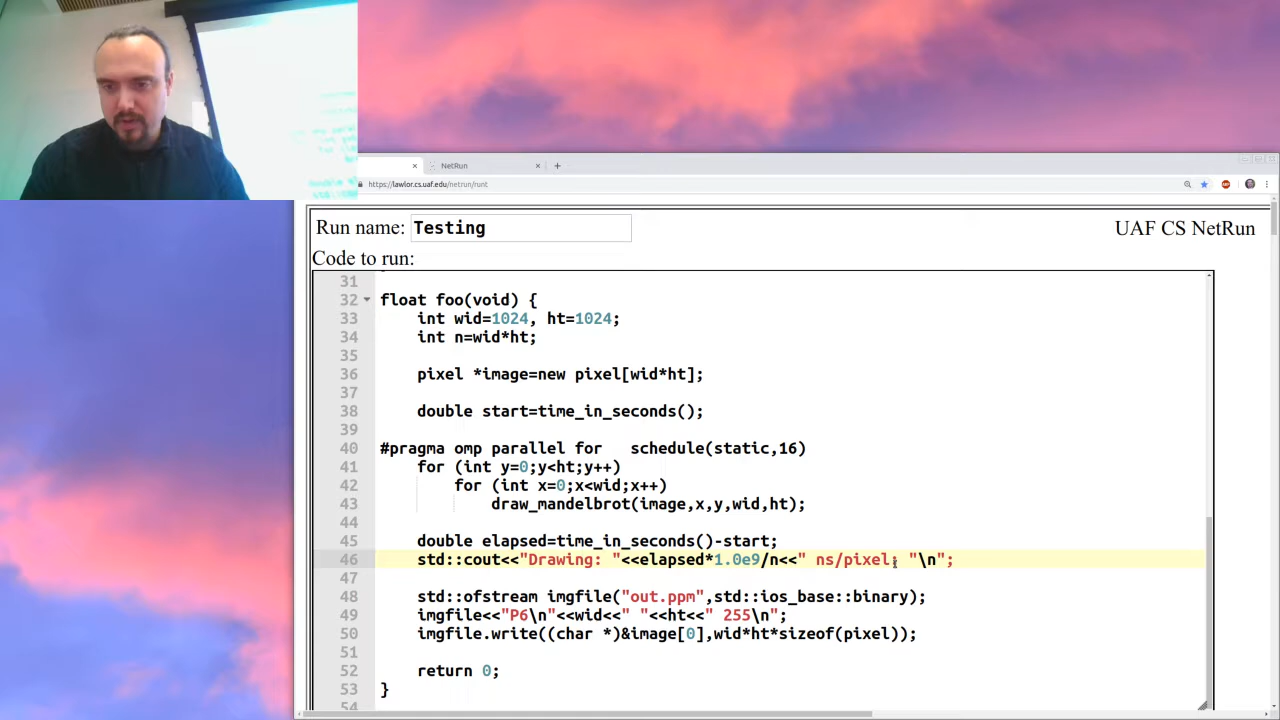 NetRun
https://lawlor.cs.uaf.edu/netrun/runt
Run name: Testing
UAF CS NetRun
Code to run:
31
32 float foo(void) {
33 int wid=1024, ht=1024;
34 int n=wid*ht;
35
36 pixel *image=new pixel[wid*ht];
37
38 double start=time_in_seconds();
39
40 #pragma omp parallel for   schedule(static,16)
41 for (int y=0;y<ht;y++)
42 for (int x=0;x<wid;x++)
43 draw_mandelbrot(image,x,y,wid,ht);
44
45 double elapsed=time_in_seconds()-start;
46 std::cout<<"Drawing: "<<elapsed*1.0e9/n<<" ns/pixel: "\n";
47
48 std::ofstream imgfile("out.ppm",std::ios_base::binary);
49 imgfile<<"P6\n"<<wid<<" "<<ht<<" 255\n";
50 imgfile.write((char *)&image[0],wid*ht*sizeof(pixel));
51
52 return 0;
53 }
54